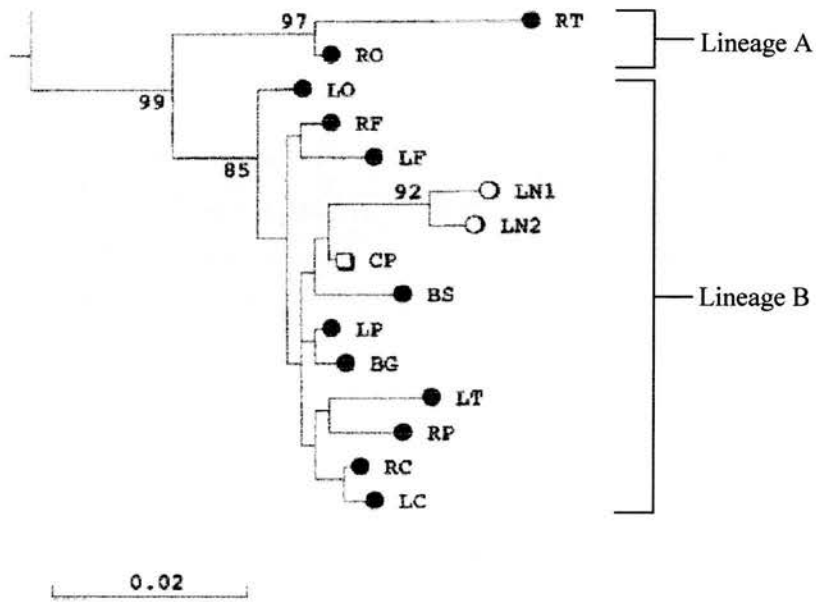 97
RT
Lineage A
RO
99
LO
RF
85
LF
92
LN1
LN2
CP
BS
Lineage B
LP
BG
LT
RP
RC
LC
0.02